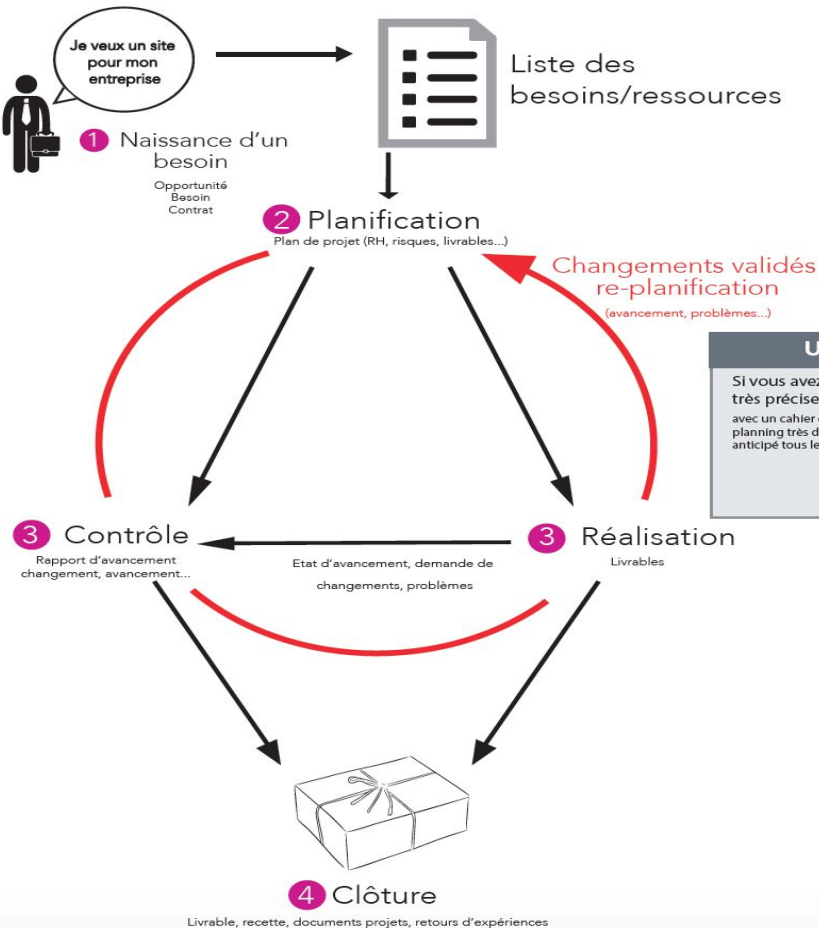 Je veux un site
pour mon
entreprise
Liste des
besoins/ressources
1 Naissance d'un
besoin
Opportunité
Besoin
Contrat
2 Planification
Plan de projet (RH, risques, livrables...)
Changements validés
re-planification
(avancement, problèmes...)
U
Si vous avez
très précise
avec un cahier
planning très d
anticipé tous le
3 Contrôle
Rapport d'avancement
changement, avancement...
Etat d'avancement, demande de
changements, problèmes
3 Réalisation
Livrables
4 Clôture
Livrable, recette, documents projets, retours d'expériences